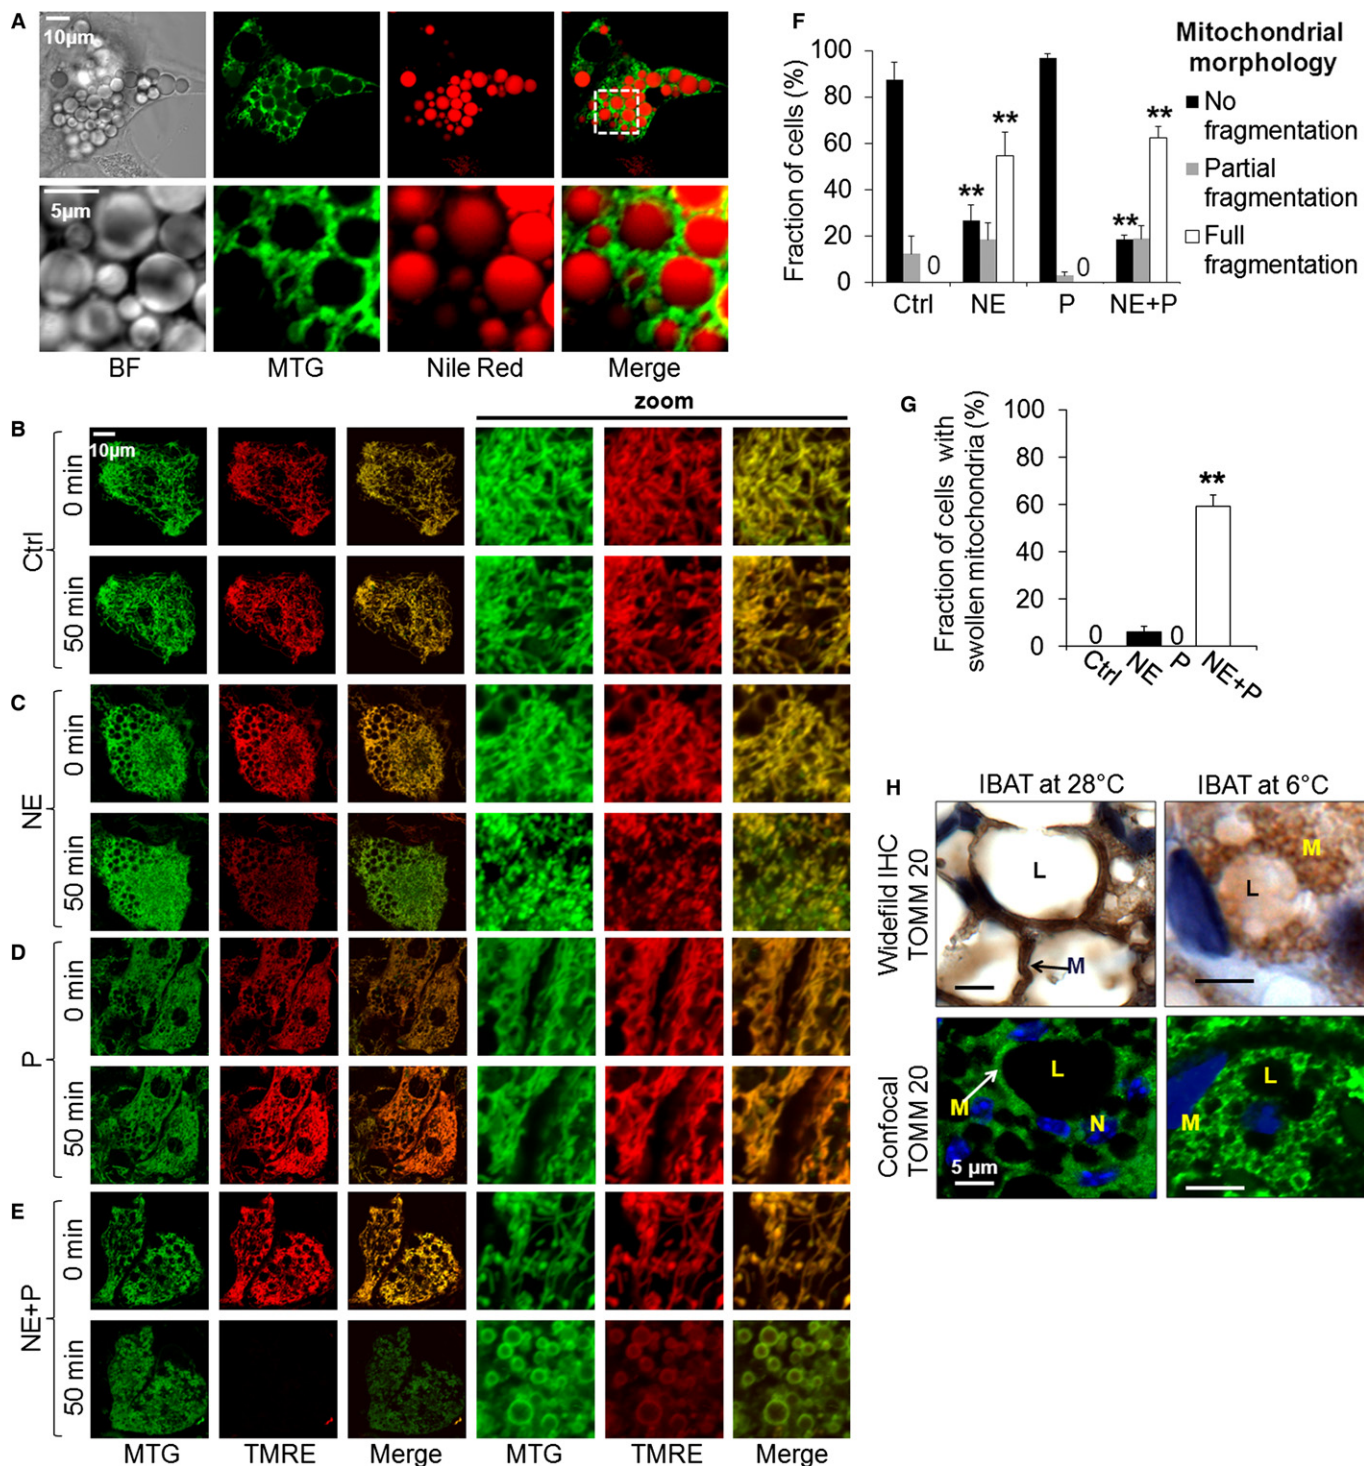 A
10µm
5µm
BF
MTG
Nile Red
Merge
zoom
B
10µm
Ctrl
0 min
50 min
C
NE
0 min
50 min
D
P
0 min
50 min
E
NE+P
0 min
50 min
MTG
TMRE
Merge
MTG
TMRE
Merge
F
Fraction of cells (%)
100
80
60
40
20
0
0
**
**
0
**
**
Ctrl
NE
P
NE+P
Mitochondrial
morphology
No
fragmentation
Partial
fragmentation
Full
fragmentation
G
Fraction of cells with
swollen mitochondria (%)
100
80
60
40
20
0
0
0
**
Ctrl
NE
P
NE+P
H
IBAT at 28°C
IBAT at 6°C
Widefild IHC
TOMM 20
L
M
M
L
Confocal
TOMM 20
L
M
N
5 µm
L
M